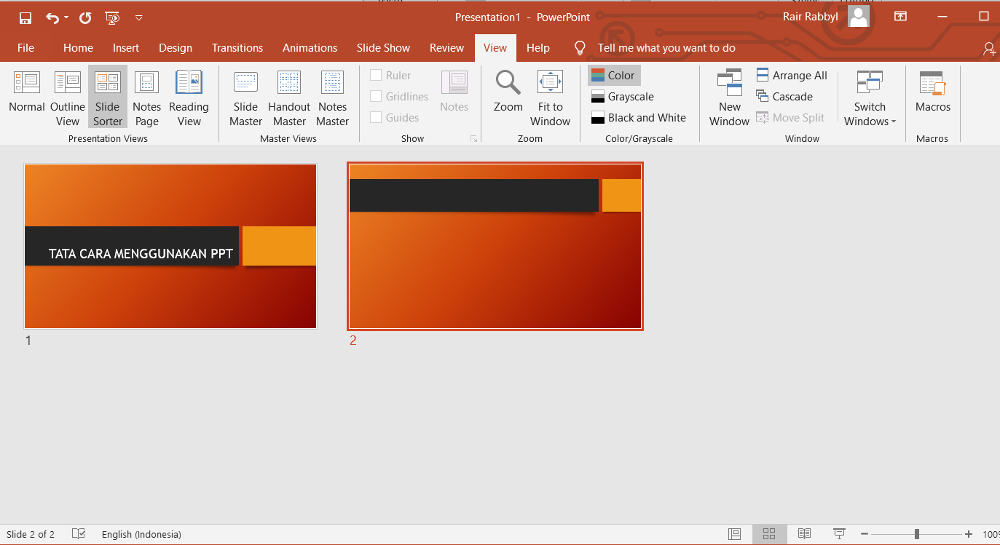 Presentation1 - PowerPoint
Rair Rabbyl
File Home Insert Design Transitions Animations Slide Show Review View Help Tell me what you want to do
Normal
Outline View
Slide Sorter
Notes Page
Reading View
Presentation Views
Slide Master
Handout Master
Notes Master
Master Views
Ruler
Gridlines
Guides
Notes
Show
Zoom
Fit to Window
Zoom
Color
Grayscale
Black and White
Color/Grayscale
New Window
Arrange All
Cascade
Move Split
Switch Windows
Window
Macros
Macros
TATA CARA MENGGUNAKAN PPT
1
2
Slide 2 of 2 English (Indonesia)